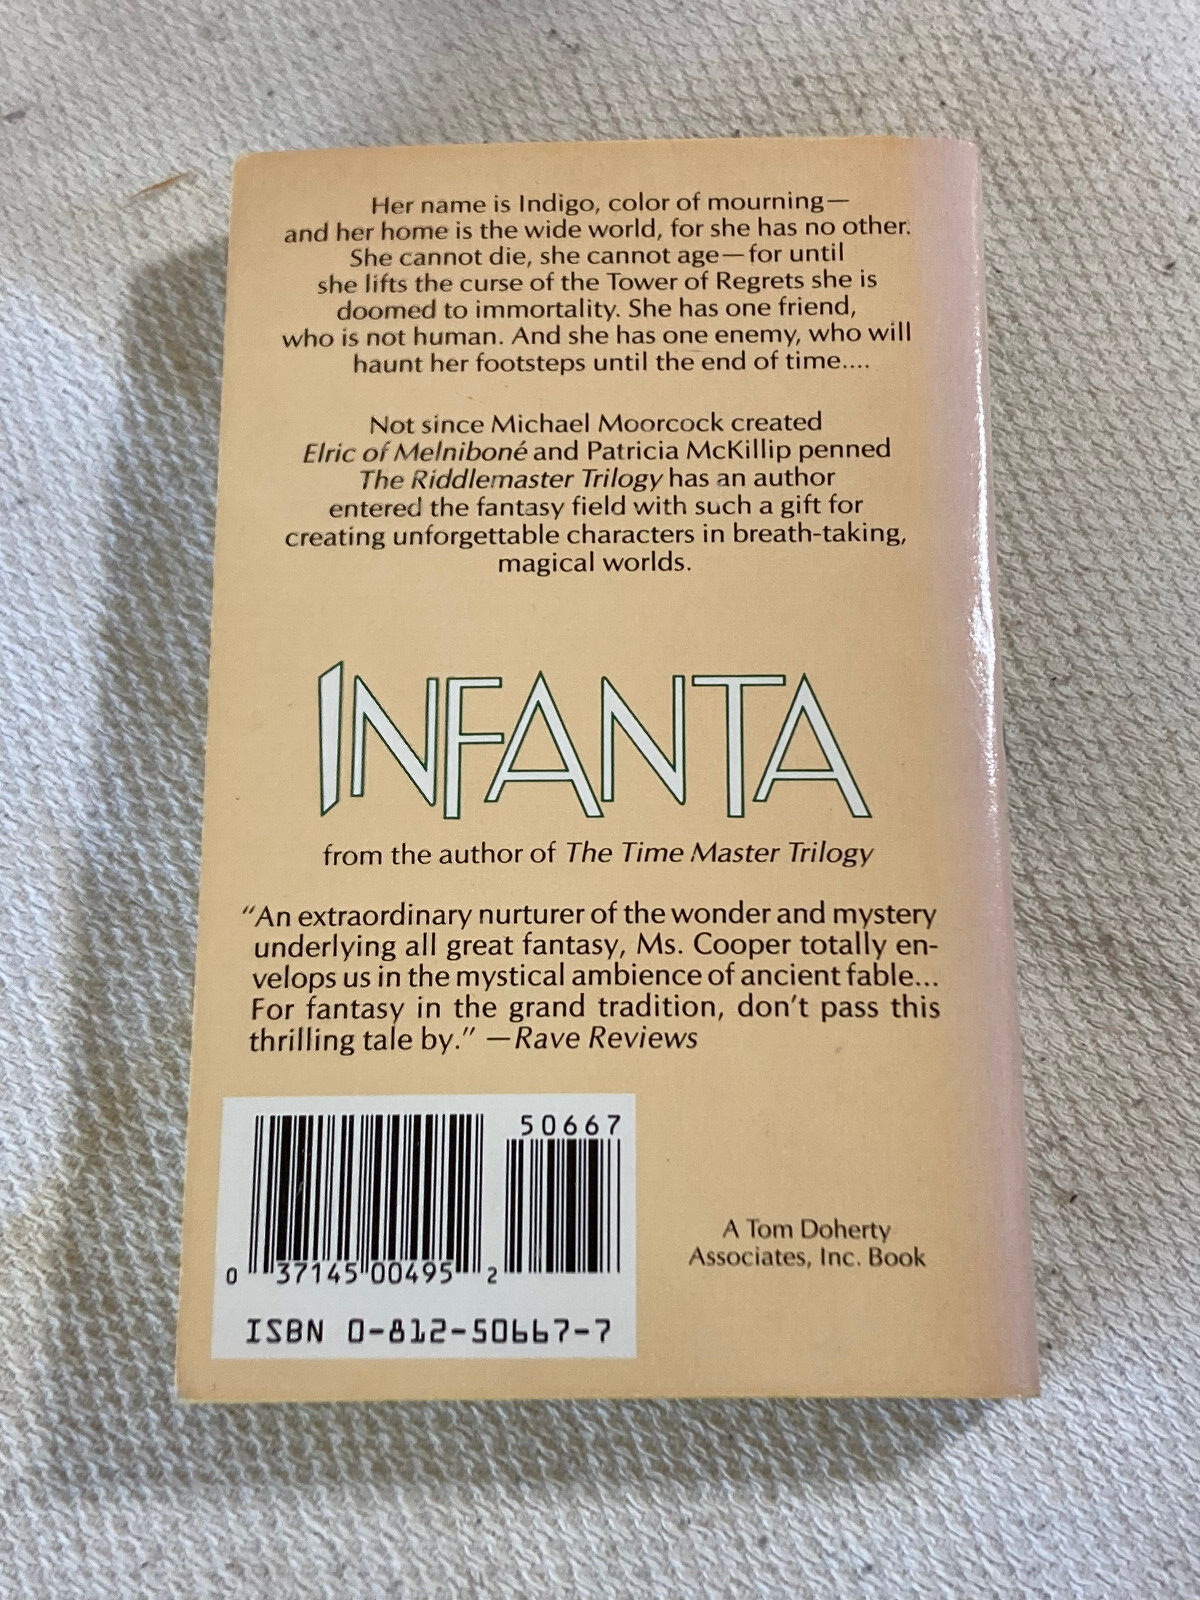 Her name is Indigo, color of mourning—
and her home is the wide world, for she has no other.
She cannot die, she cannot age—for until
she lifts the curse of the Tower of Regrets she is
doomed to immortality. She has one friend,
who is not human. And she has one enemy, who will
haunt her footsteps until the end of time....
Not since Michael Moorcock created
Elric of Melniboné and Patricia McKillip penned
The Riddlemaster Trilogy has an author
entered the fantasy field with such a gift for
creating unforgettable characters in breath-taking,
magical worlds.
INFANTA
from the author of The Time Master Trilogy
“An extraordinary nurturer of the wonder and mystery
underlying all great fantasy, Ms. Cooper totally en-
velops us in the mystical ambience of ancient fable...
For fantasy in the grand tradition, don't pass this
thrilling tale by.” —Rave Reviews
50667
0 37145 00495 2
ISBN 0-812-50667-7
A Tom Doherty
Associates, Inc. Book